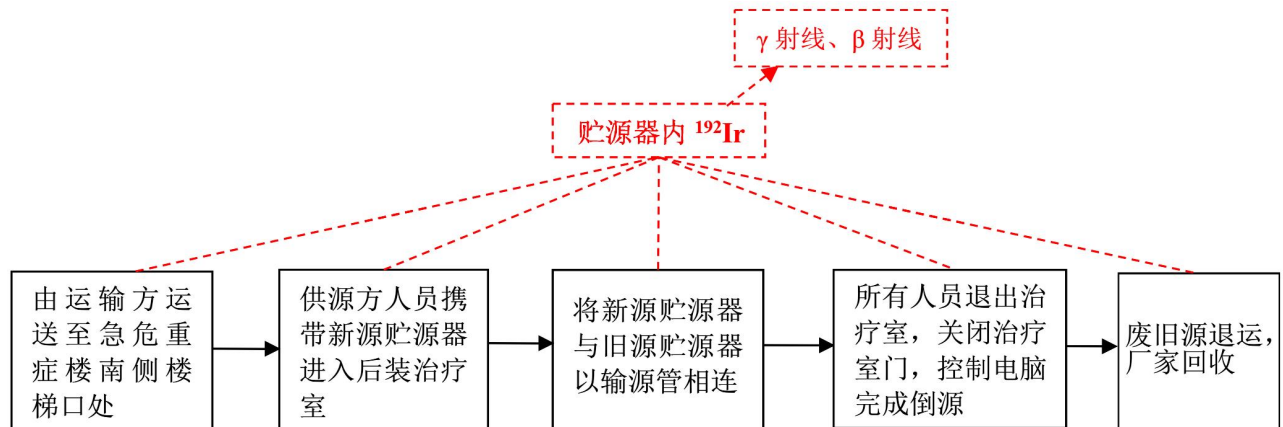 γ 射线、β 射线
贮源器内 ¹⁹²Ir
由运输方运
送至急危重
症楼南侧楼
梯口处
供源方人员携
带新源贮源器
进入后装治疗
室
将新源贮源器
与旧源贮源器
以输源管相连
所有人员退出治
疗室，关闭治疗
室门，控制电脑
完成倒源
废旧源退运，
厂家回收